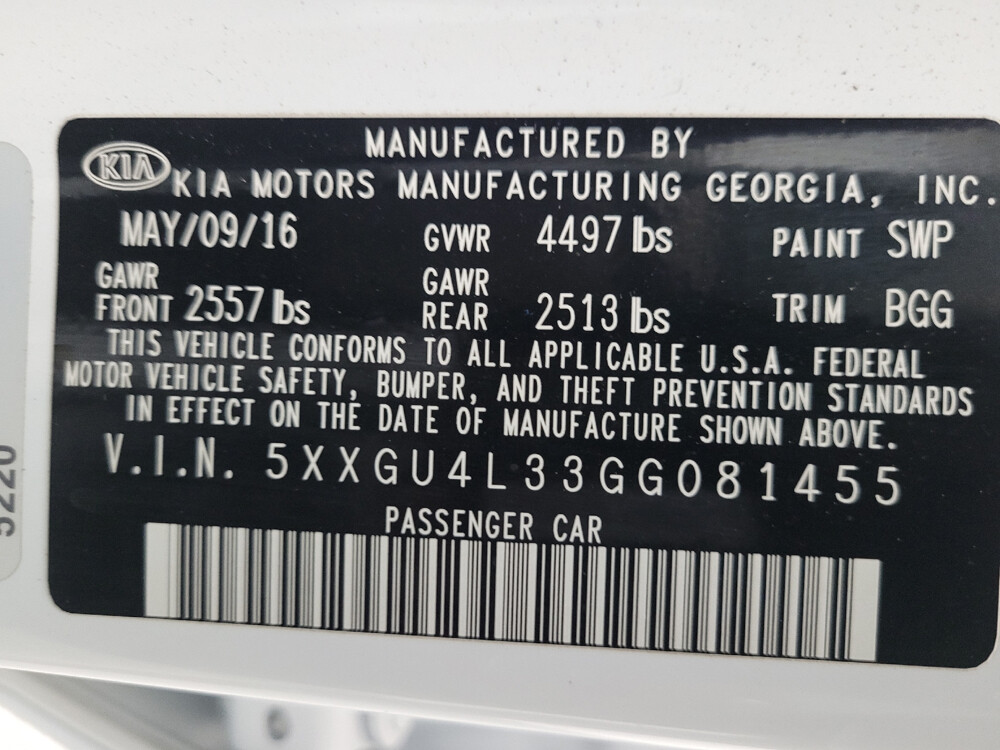 MANUFACTURED BY
KIA
KIA MOTORS MANUFACTURING GEORGIA, INC.
MAY/09/16 GVWR 4497 lbs PAINT SWP
GAWR FRONT 2557 lbs GAWR REAR 2513 lbs TRIM BGG
THIS VEHICLE CONFORMS TO ALL APPLICABLE U.S.A. FEDERAL
MOTOR VEHICLE SAFETY, BUMPER, AND THEFT PREVENTION STANDARDS
IN EFFECT ON THE DATE OF MANUFACTURE SHOWN ABOVE.
V.I.N. 5XXGU4L33GG081455
PASSENGER CAR